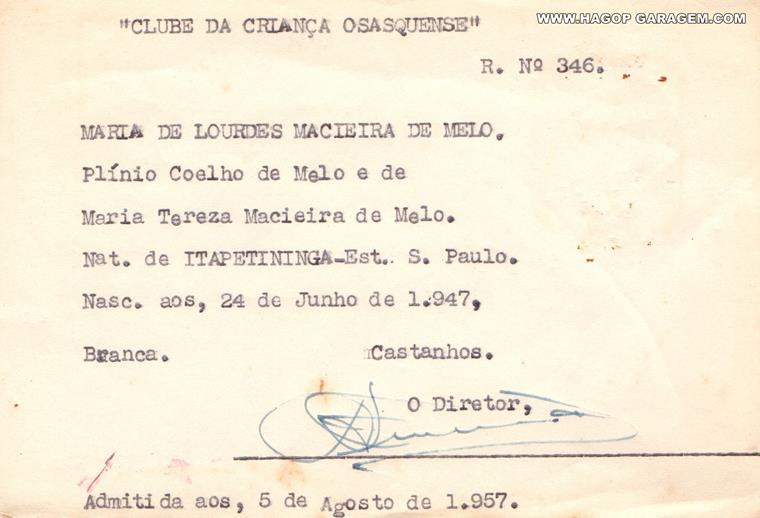 WWW.HAGOP GARAGEM.COM
"CLUBE DA CRIANÇA OSASQUENSE"
R. Nº 346.
MARIA DE LOURDES MACIEIRA DE MELO.
Plínio Coelho de Melo e de
Maria Tereza Macieira de Melo.
Nat. de ITAPETININGA-Est. S. Paulo.
Nasc. aos, 24 de Junho de 1.947,
Branca. Castanhos.
O Diretor,
Admitida aos, 5 de Agosto de 1.957.